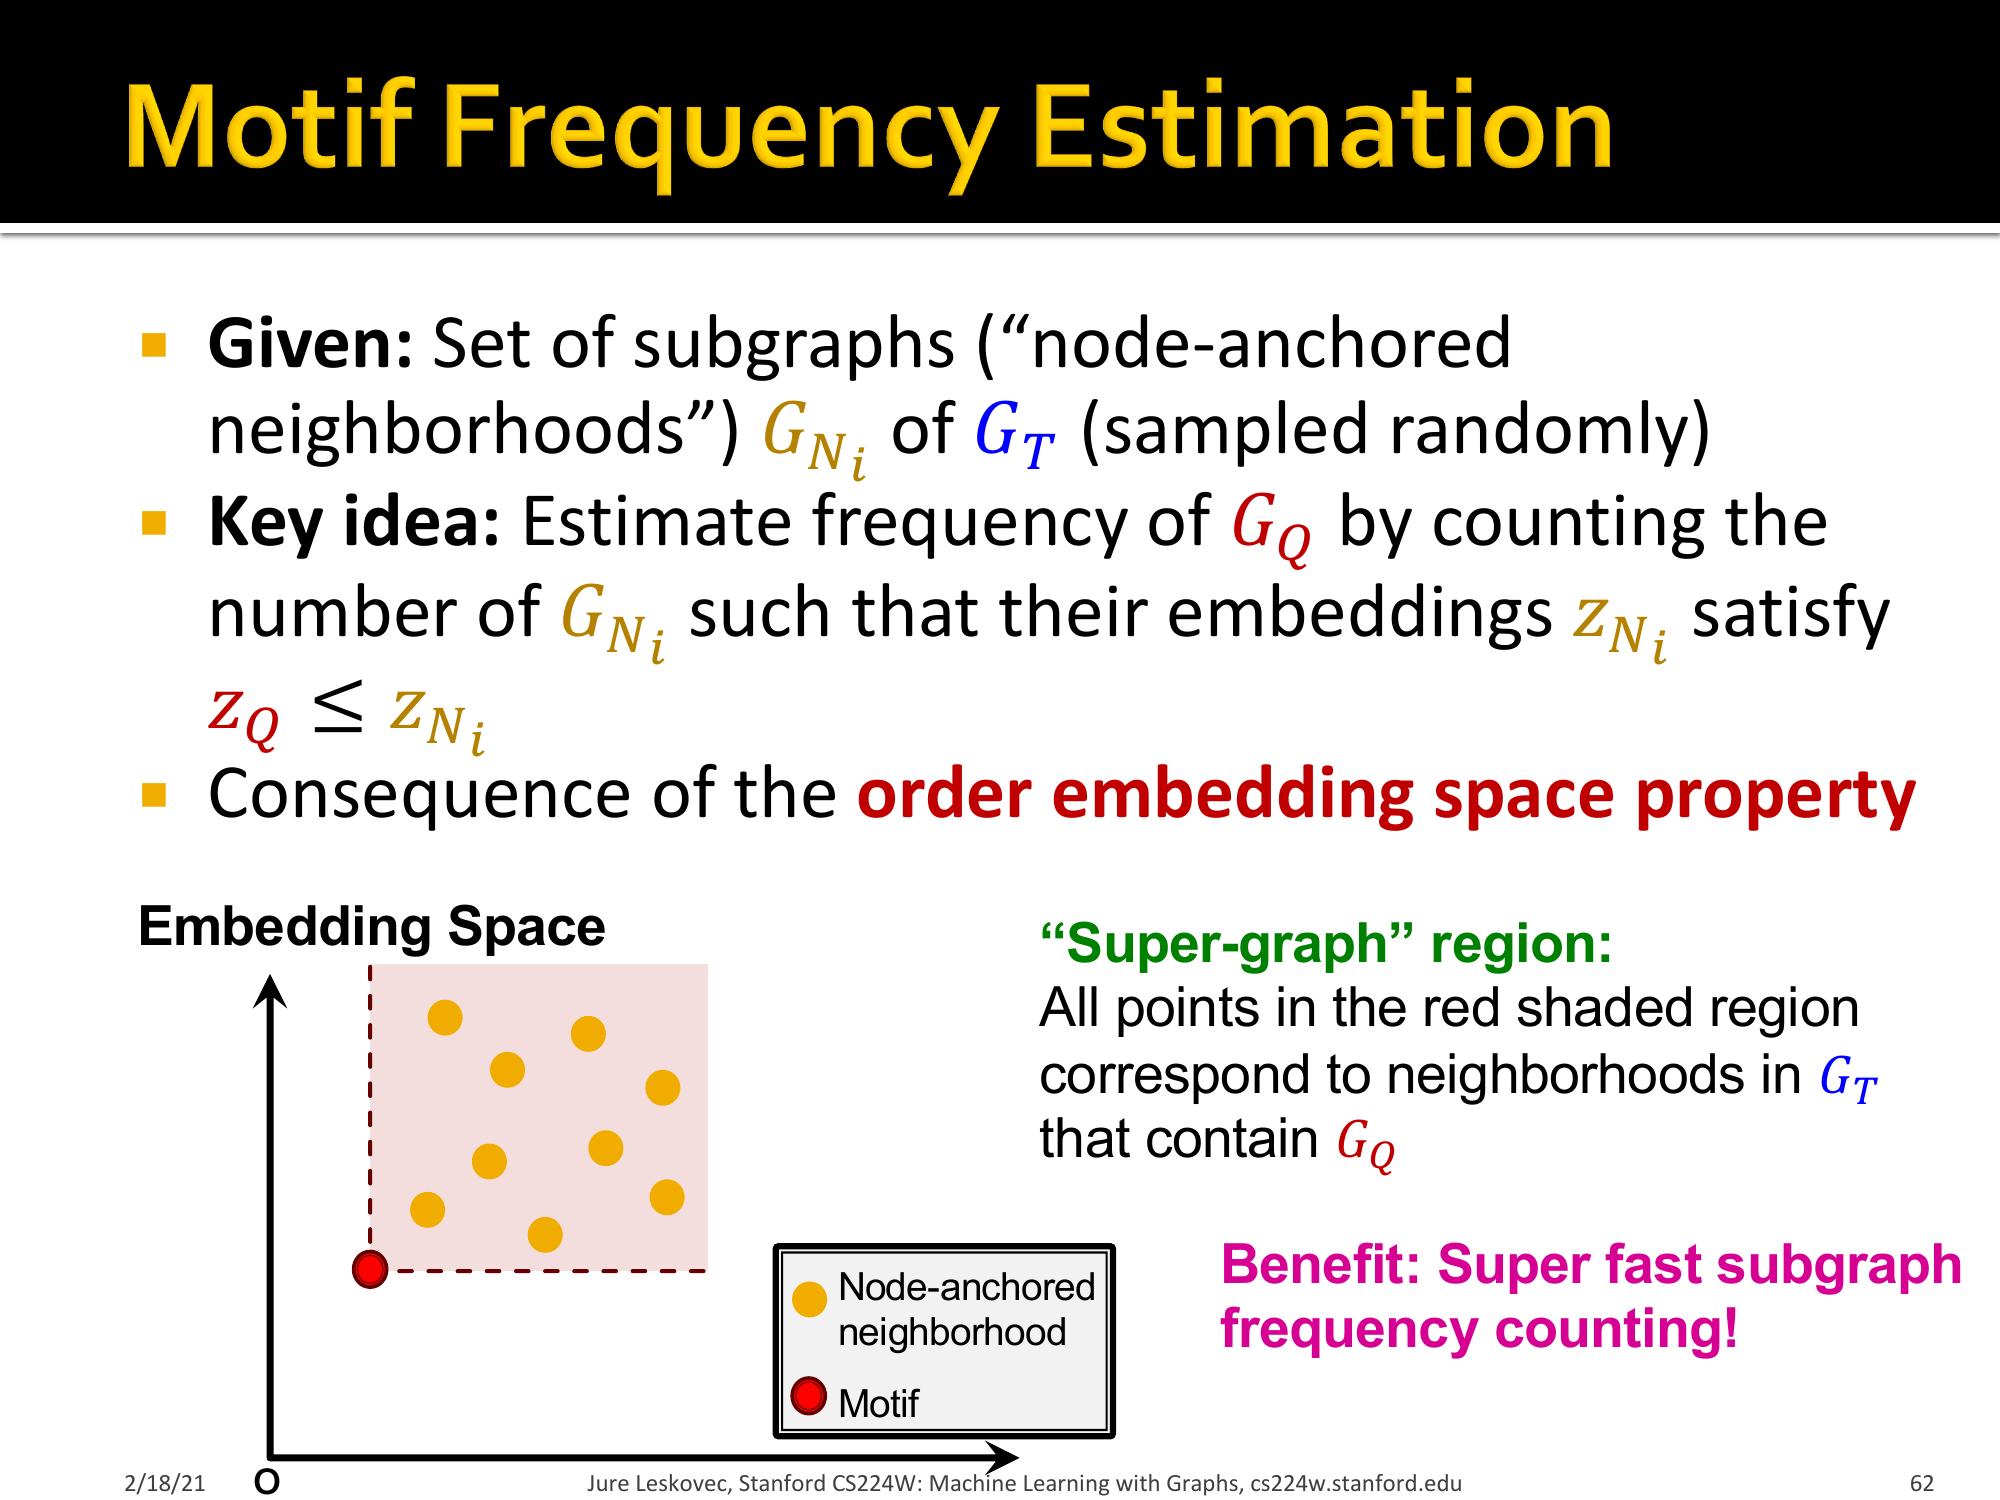 Motif Frequency Estimation
▪ Given: Set of subgraphs (“node-anchored
neighborhoods”) G_{N_i} of G_T (sampled randomly)
▪ Key idea: Estimate frequency of G_Q by counting the
number of G_{N_i} such that their embeddings z_{N_i} satisfy
z_Q ≤ z_{N_i}
▪ Consequence of the order embedding space property
Embedding Space
O
Node-anchored
neighborhood
Motif
“Super-graph” region:
All points in the red shaded region
correspond to neighborhoods in G_T
that contain G_Q
Benefit: Super fast subgraph
frequency counting!
2/18/21
Jure Leskovec, Stanford CS224W: Machine Learning with Graphs, cs224w.stanford.edu
62